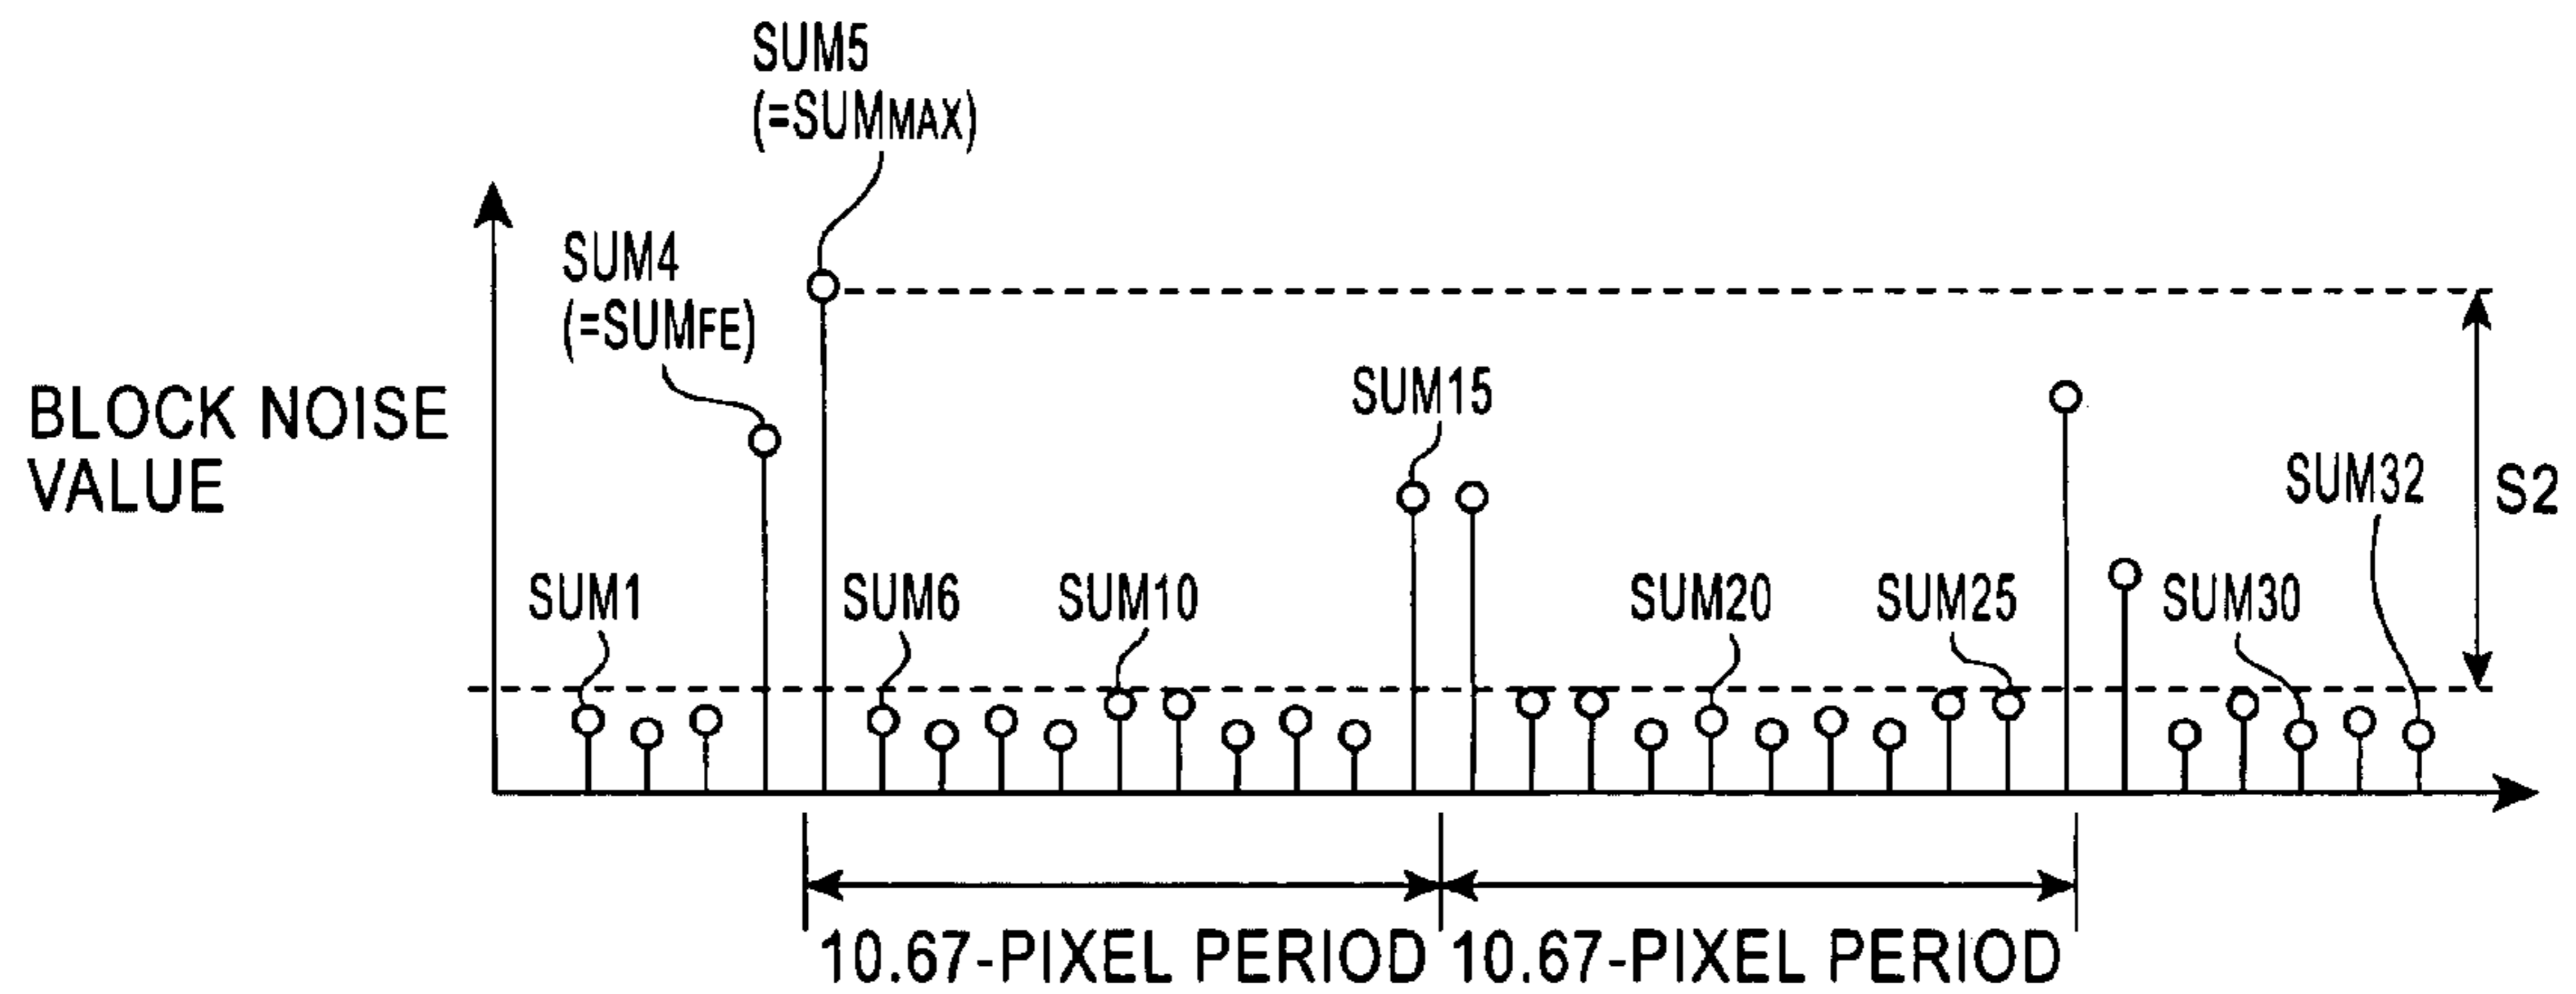 SUM5
(=SUMMAX)
SUM4
(=SUMFE)
BLOCK NOISE
VALUE
SUM15
SUM32
S2
SUM1
SUM6
SUM10
SUM20
SUM25
SUM30
10.67-PIXEL PERIOD
10.67-PIXEL PERIOD